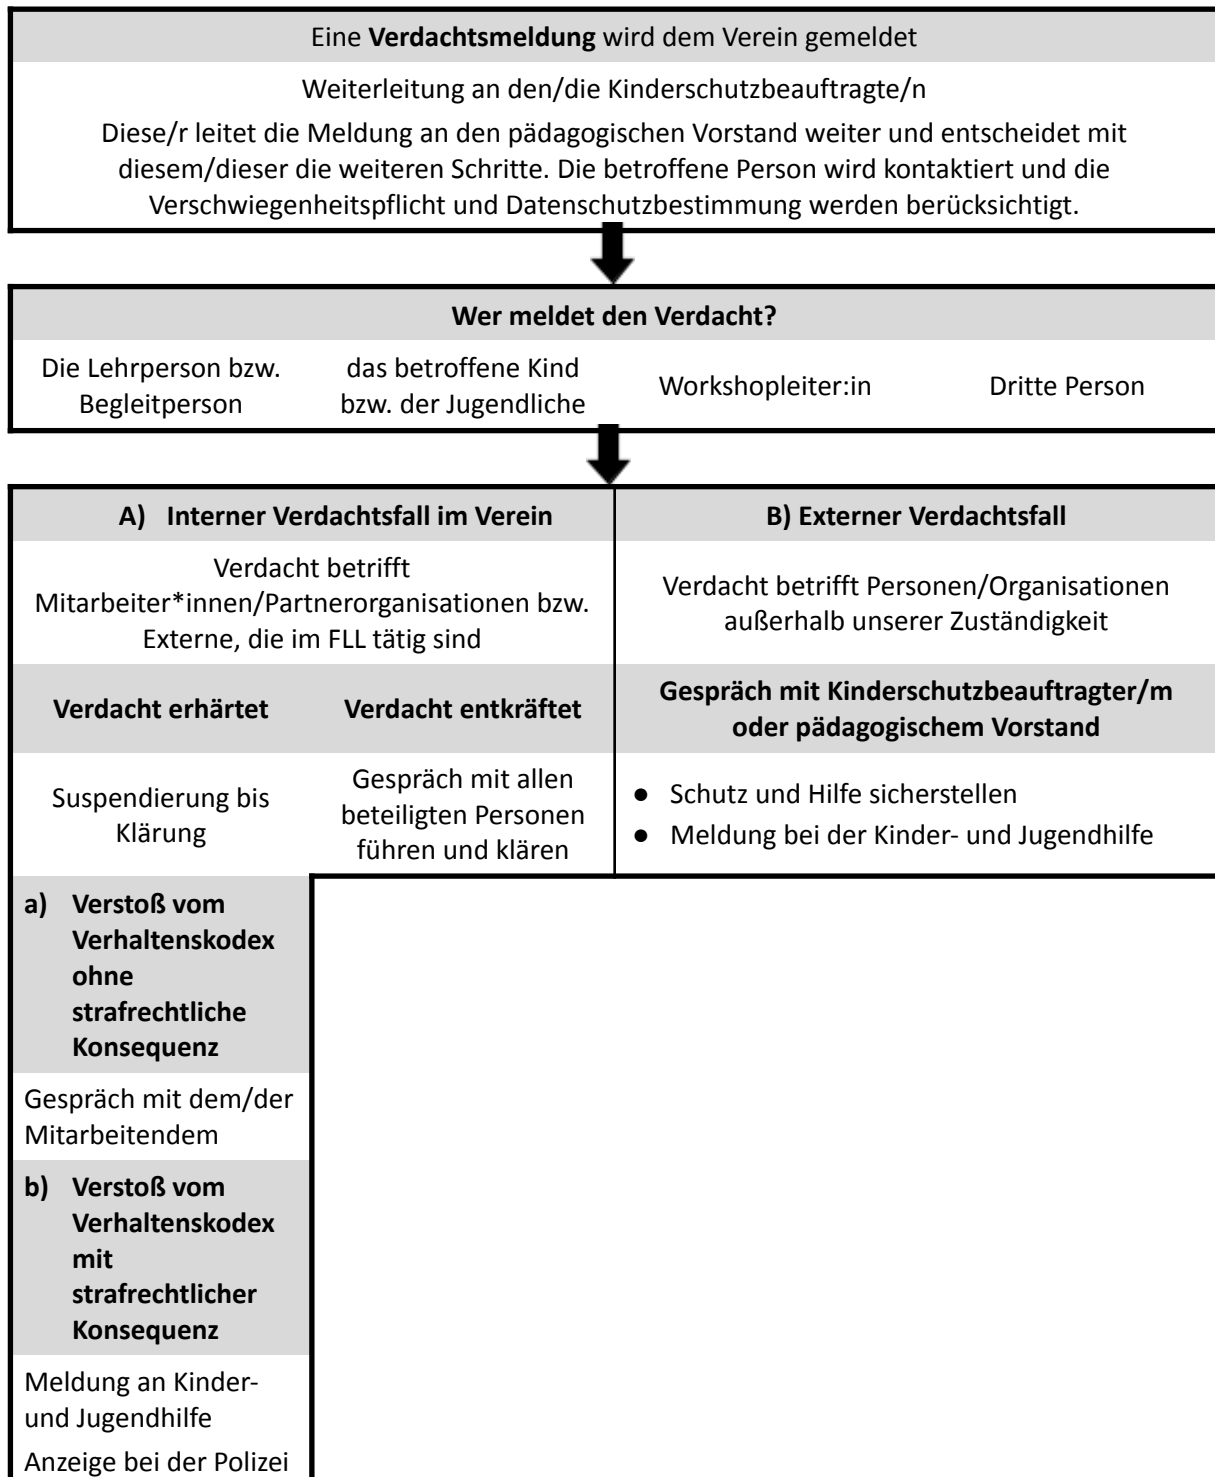 Eine Verdachtsmeldung wird dem Verein gemeldet
Weiterleitung an den/die Kinderschutzbeauftragte/n
Diese/r leitet die Meldung an den pädagogischen Vorstand weiter und entscheidet mit
diesem/dieser die weiteren Schritte. Die betroffene Person wird kontaktiert und die
Verschwiegenheitspflicht und Datenschutzbestimmung werden berücksichtigt.
Wer meldet den Verdacht?
Die Lehrperson bzw.
Begleitperson
das betroffene Kind
bzw. der Jugendliche
Workshopleiter:in
Dritte Person
A) Interner Verdachtsfall im Verein
Verdacht betrifft
Mitarbeiter*innen/Partnerorganisationen bzw.
Externe, die im FLL tätig sind
B) Externer Verdachtsfall
Verdacht betrifft Personen/Organisationen
außerhalb unserer Zuständigkeit
Verdacht erhärtet
Suspendierung bis
Klärung
Verdacht entkräftet
Gespräch mit allen
beteiligten Personen
führen und klären
Gespräch mit Kinderschutzbeauftragter/m
oder pädagogischem Vorstand
● Schutz und Hilfe sicherstellen
● Meldung bei der Kinder- und Jugendhilfe
a) Verstoß vom
Verhaltenskodex
ohne
strafrechtliche
Konsequenz
Gespräch mit dem/der
Mitarbeitendem
b) Verstoß vom
Verhaltenskodex
mit
strafrechtlicher
Konsequenz
Meldung an Kinder-
und Jugendhilfe
Anzeige bei der Polizei